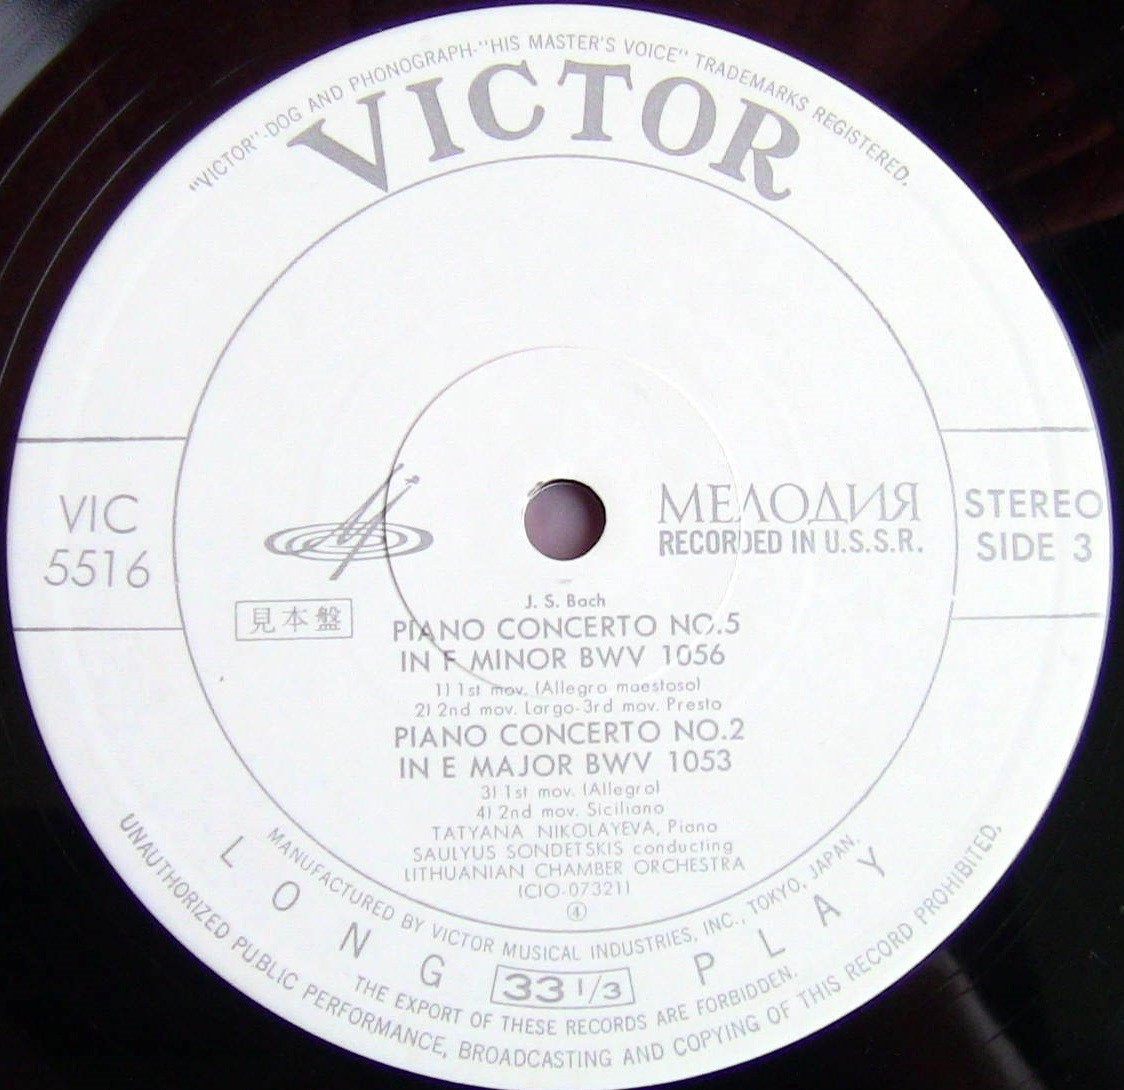 "VICTOR"-DOG AND PHONOGRAPH-"HIS MASTER'S VOICE" TRADEMARKS REGISTERED.
VICTOR
VIC
5516
МЕЛОДИЯ
RECORDED IN U.S.S.R.
STEREO
SIDE 3
見本盤
J. S. Bach
PIANO CONCERTO NO.5
IN F MINOR BWV 1056
1) 1st mov. (Allegro maestoso)
2) 2nd mov. Largo-3rd mov. Presto
PIANO CONCERTO NO.2
IN E MAJOR BWV 1053
3) 1st mov. (Allegro)
4) 2nd mov. Siciliano
TATYANA NIKOLAYEVA, Piano
SAULYUS SONDETSKIS conducting
LITHUANIAN CHAMBER ORCHESTRA
(CIO-07321)
④
MANUFACTURED BY VICTOR MUSICAL INDUSTRIES, INC., TOKYO, JAPAN.
LONG PLAY
33 1/3
THE EXPORT OF THESE RECORDS ARE FORBIDDEN.
UNAUTHORIZED PUBLIC PERFORMANCE, BROADCASTING AND COPYING OF THIS RECORD PROHIBITED.